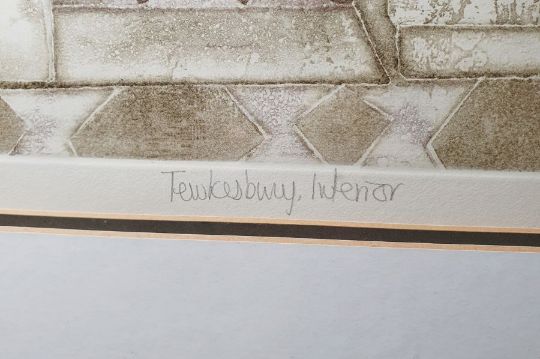 Tewkesbury, Interior